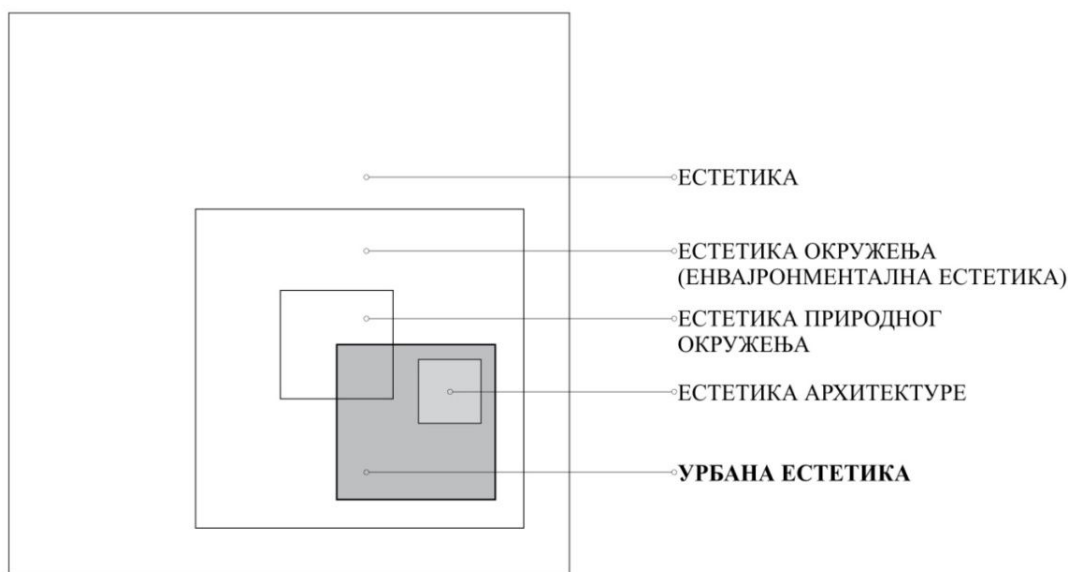 ЕСТЕТИКА
ЕСТЕТИКА ОКРУЖЕЊА
(ЕНВАЈРОНМЕНТАЛНА ЕСТЕТИКА)
ЕСТЕТИКА ПРИРОДНОГ
ОКРУЖЕЊА
ЕСТЕТИКА АРХИТЕКТУРЕ
УРБАНА ЕСТЕТИКА